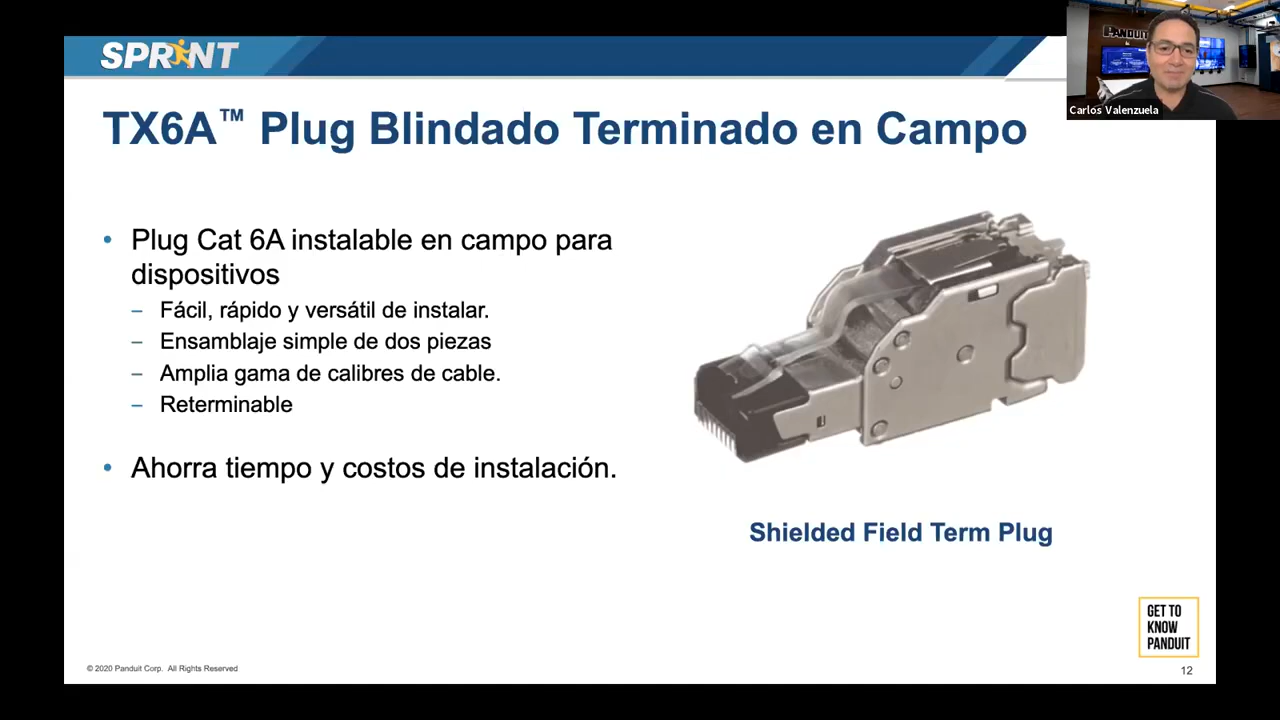 SPRINT
PANDUIT
Carlos Valenzuela
TX6A™ Plug Blindado Terminado en Campo
• Plug Cat 6A instalable en campo para
dispositivos
– Fácil, rápido y versátil de instalar.
– Ensamblaje simple de dos piezas
– Amplia gama de calibres de cable.
– Reterminable
• Ahorra tiempo y costos de instalación.
Shielded Field Term Plug
GET TO
KNOW
PANDUIT
© 2020 Panduit Corp. All Rights Reserved
12